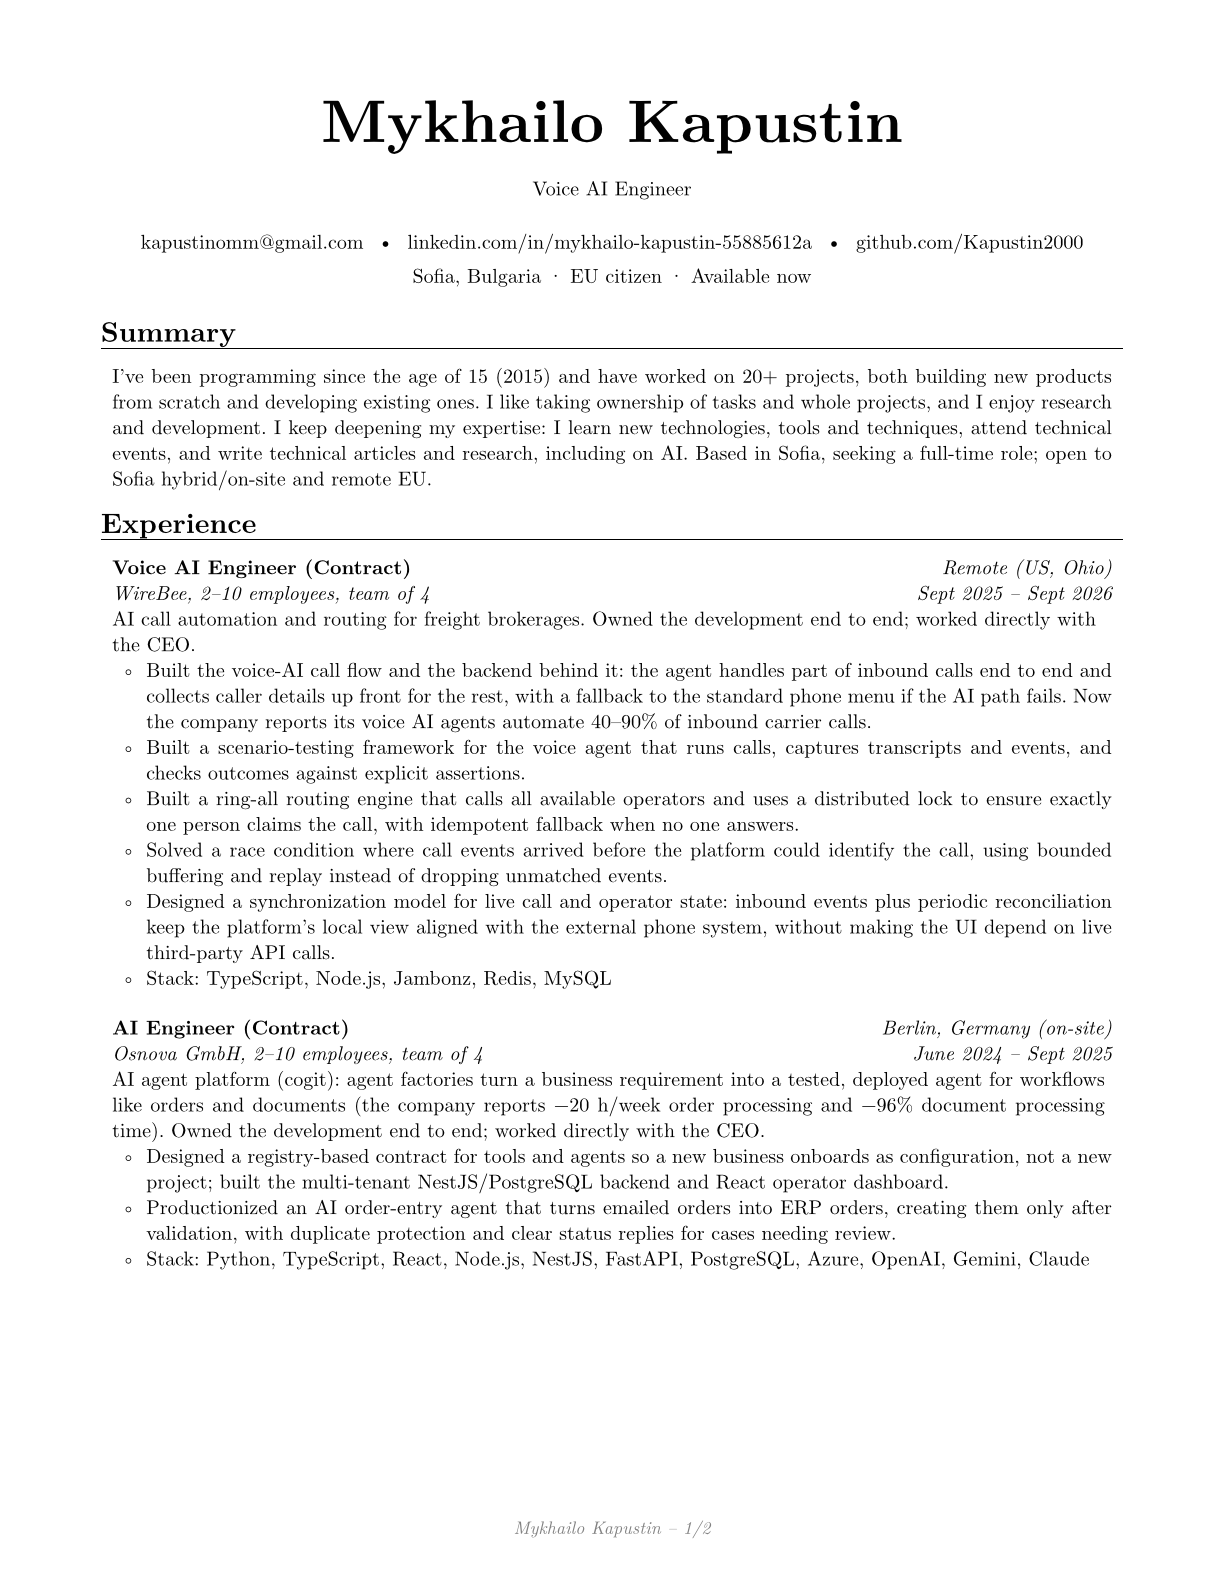 Mykhailo Kapustin
Voice AI Engineer
kapustinomm@gmail.com • linkedin.com/in/mykhailo-kapustin-55885612a • github.com/Kapustin2000
Sofia, Bulgaria · EU citizen · Available now
Summary
I've been programming since the age of 15 (2015) and have worked on 20+ projects, both building new products
from scratch and developing existing ones. I like taking ownership of tasks and whole projects, and I enjoy research
and development. I keep deepening my expertise: I learn new technologies, tools and techniques, attend technical
events, and write technical articles and research, including on AI. Based in Sofia, seeking a full-time role; open to
Sofia hybrid/on-site and remote EU.
Experience
Voice AI Engineer (Contract) Remote (US, Ohio)
WireBee, 2–10 employees, team of 4 Sept 2025 – Sept 2026
AI call automation and routing for freight brokerages. Owned the development end to end; worked directly with
the CEO.
◦ Built the voice-AI call flow and the backend behind it: the agent handles part of inbound calls end to end and
collects caller details up front for the rest, with a fallback to the standard phone menu if the AI path fails. Now
the company reports its voice AI agents automate 40–90% of inbound carrier calls.
◦ Built a scenario-testing framework for the voice agent that runs calls, captures transcripts and events, and
checks outcomes against explicit assertions.
◦ Built a ring-all routing engine that calls all available operators and uses a distributed lock to ensure exactly
one person claims the call, with idempotent fallback when no one answers.
◦ Solved a race condition where call events arrived before the platform could identify the call, using bounded
buffering and replay instead of dropping unmatched events.
◦ Designed a synchronization model for live call and operator state: inbound events plus periodic reconciliation
keep the platform's local view aligned with the external phone system, without making the UI depend on live
third-party API calls.
◦ Stack: TypeScript, Node.js, Jambonz, Redis, MySQL
AI Engineer (Contract) Berlin, Germany (on-site)
Osnova GmbH, 2–10 employees, team of 4 June 2024 – Sept 2025
AI agent platform (cogit): agent factories turn a business requirement into a tested, deployed agent for workflows
like orders and documents (the company reports −20 h/week order processing and −96% document processing
time). Owned the development end to end; worked directly with the CEO.
◦ Designed a registry-based contract for tools and agents so a new business onboards as configuration, not a new
project; built the multi-tenant NestJS/PostgreSQL backend and React operator dashboard.
◦ Productionized an AI order-entry agent that turns emailed orders into ERP orders, creating them only after
validation, with duplicate protection and clear status replies for cases needing review.
◦ Stack: Python, TypeScript, React, Node.js, NestJS, FastAPI, PostgreSQL, Azure, OpenAI, Gemini, Claude
Mykhailo Kapustin – 1/2